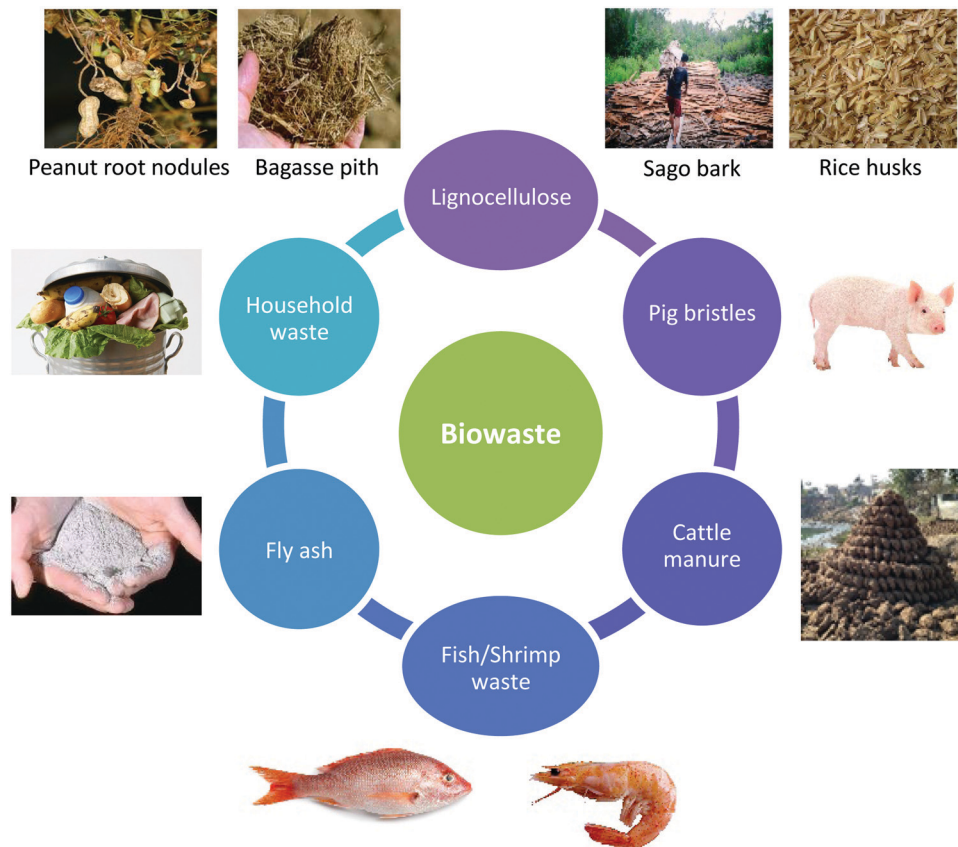 Peanut root nodules
Bagasse pith
Sago bark
Rice husks
Lignocellulose
Household
waste
Pig bristles
Biowaste
Fly ash
Cattle
manure
Fish/Shrimp
waste